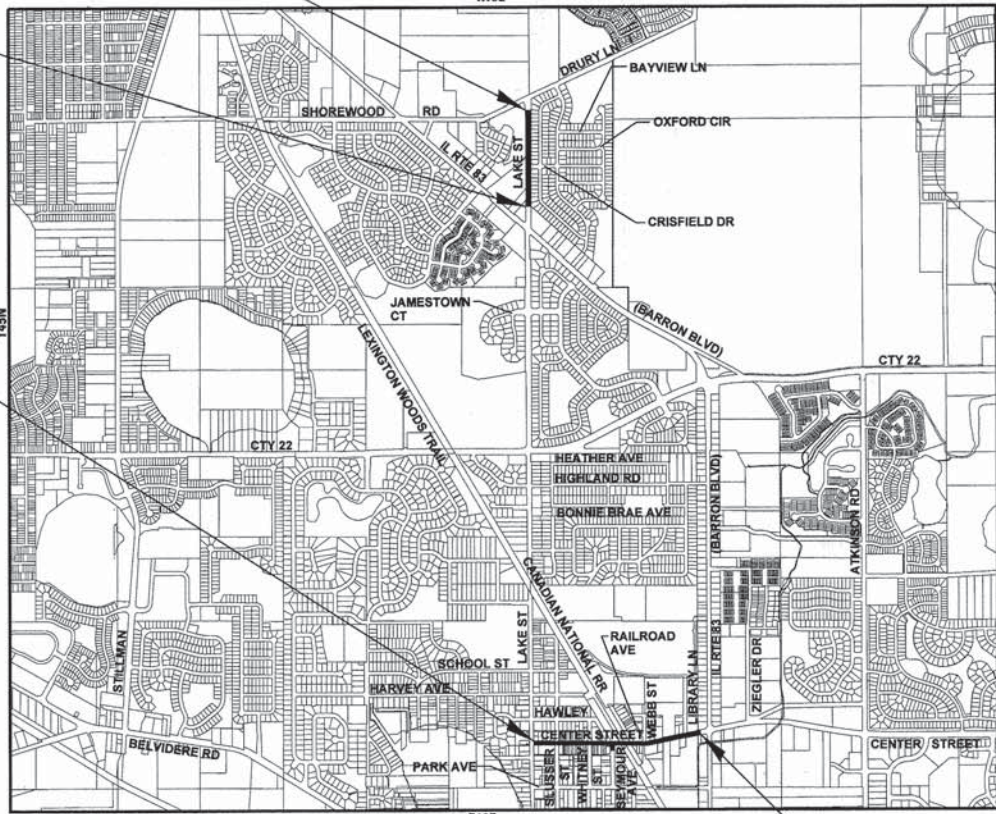 DRURY LN
BAYVIEW LN
SHOREWOOD RD
OXFORD CIR
IL RTE 83
LAKE ST
CRISFIELD DR
JAMESTOWN
CT
(BARRON BLVD)
T45N
LEXINGTON WOODS TRAIL
CTY 22
CTY 22
HEATHER AVE
HIGHLAND RD
BONNIE BRAE AVE
(BARRON BLVD)
ATKINSON RD
CANADIAN NATIONAL RR
STILLMAN
LAKE ST
RAILROAD
AVE
SCHOOL ST
HARVEY AVE
WEBB ST
LIBRARY LN
IL RTE 83
ZIEGLER DR
HAWLEY
CENTER STREET
CENTER STREET
BELVIDERE RD
PARK AVE
SLUSSER
ST
WHITNEY
ST
SEYMOUR
AVE